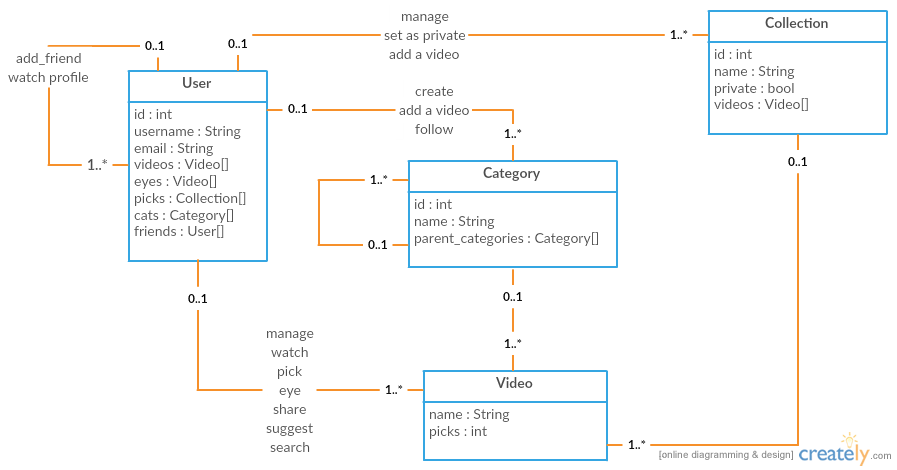 manage
set as private
add a video
0..1
0..1
1..*
add_friend
watch profile
User
id : int
username : String
email : String
videos : Video[]
eyes : Video[]
picks : Collection[]
cats : Category[]
friends : User[]
1..*
Collection
id : int
name : String
private : bool
videos : Video[]
create
add a video
follow
0..1
1..*
0..1
Category
id : int
name : String
parent_categories : Category[]
1..*
0..1
0..1
0..1
1..*
manage
watch
pick
eye
share
suggest
search
1..*
Video
name : String
picks : int
1..*
[online diagramming & design]
creately.com